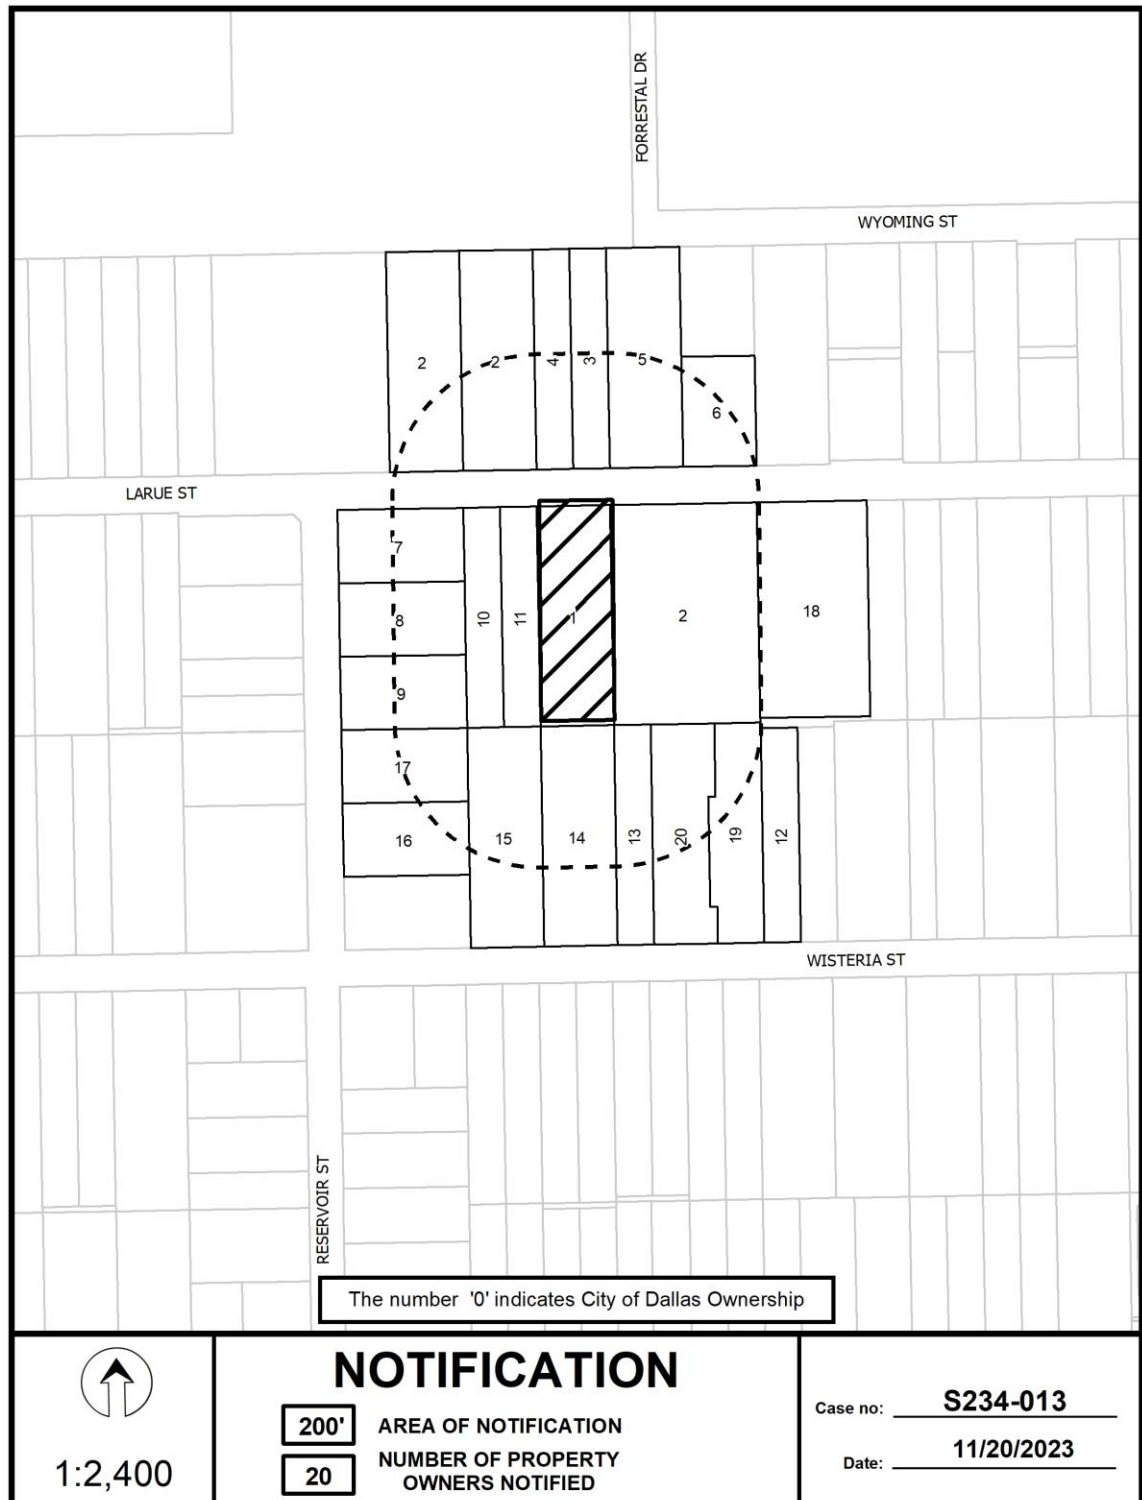 FORRESTAL DR
WYOMING ST
2
2
4
3
5
6
LARUE ST
7
8
9
10
11
1
2
18
17
16
15
14
13
20
19
12
WISTERIA ST
RESERVOIR ST
The number '0' indicates City of Dallas Ownership
1:2,400
NOTIFICATION
200' AREA OF NOTIFICATION
20 NUMBER OF PROPERTY
OWNERS NOTIFIED
Case no: S234-013
Date: 11/20/2023